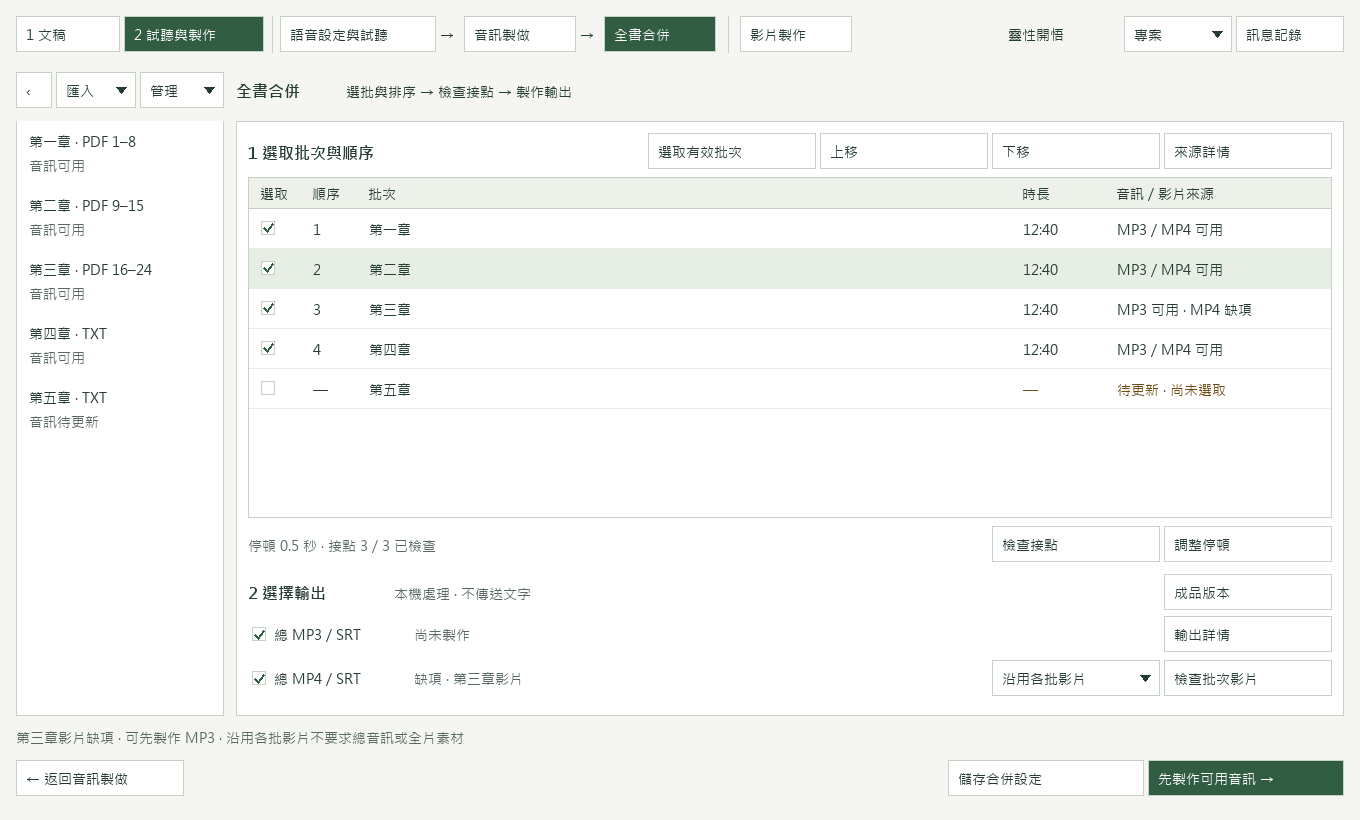 1 文稿 2 試聽與製作 語音設定與試聽 → 音訊製做 → 全書合併 影片製作 靈性開悟 專案 訊息記錄
‹ 匯入 管理 全書合併 選批與排序 → 檢查接點 → 製作輸出
第一章 · PDF 1–8
音訊可用
第二章 · PDF 9–15
音訊可用
第三章 · PDF 16–24
音訊可用
第四章 · TXT
音訊可用
第五章 · TXT
音訊待更新
1 選取批次與順序 選取有效批次 上移 下移 來源詳情
選取 順序 批次 時長 音訊 / 影片來源
1 第一章 12:40 MP3 / MP4 可用
2 第二章 12:40 MP3 / MP4 可用
3 第三章 12:40 MP3 可用 · MP4 缺項
4 第四章 12:40 MP3 / MP4 可用
— 第五章 — 待更新 · 尚未選取
停頓 0.5 秒 · 接點 3 / 3 已檢查 檢查接點 調整停頓
2 選擇輸出 本機處理 · 不傳送文字 成品版本
總 MP3 / SRT 尚未製作 輸出詳情
總 MP4 / SRT 缺項 · 第三章影片 沿用各批影片 檢查批次影片
第三章影片缺項 · 可先製作 MP3 · 沿用各批影片不要求總音訊或全片素材
← 返回音訊製做 儲存合併設定 先製作可用音訊 →